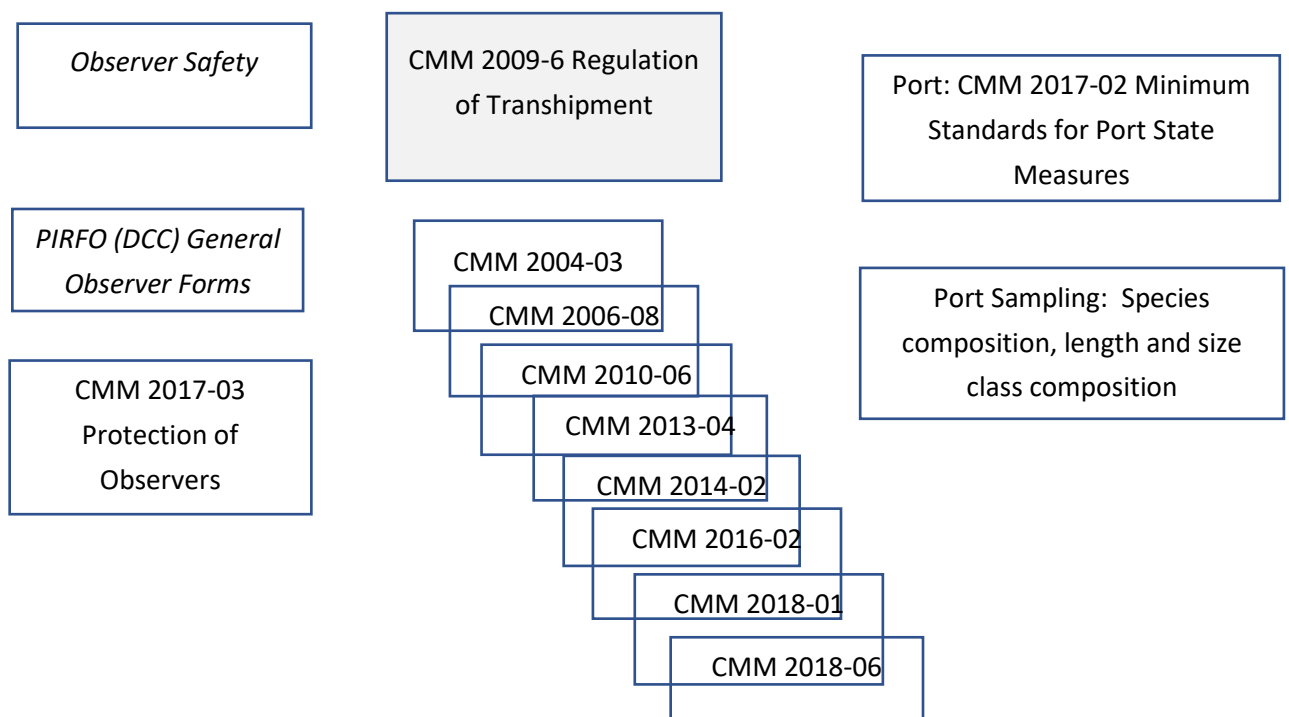 Observer Safety
PIRFO (DCC) General
Observer Forms
CMM 2017-03
Protection of
Observers
CMM 2009-6 Regulation
of Transhipment
CMM 2004-03
CMM 2006-08
CMM 2010-06
CMM 2013-04
CMM 2014-02
CMM 2016-02
CMM 2018-01
CMM 2018-06
Port: CMM 2017-02 Minimum
Standards for Port State
Measures
Port Sampling: Species
composition, length and size
class composition